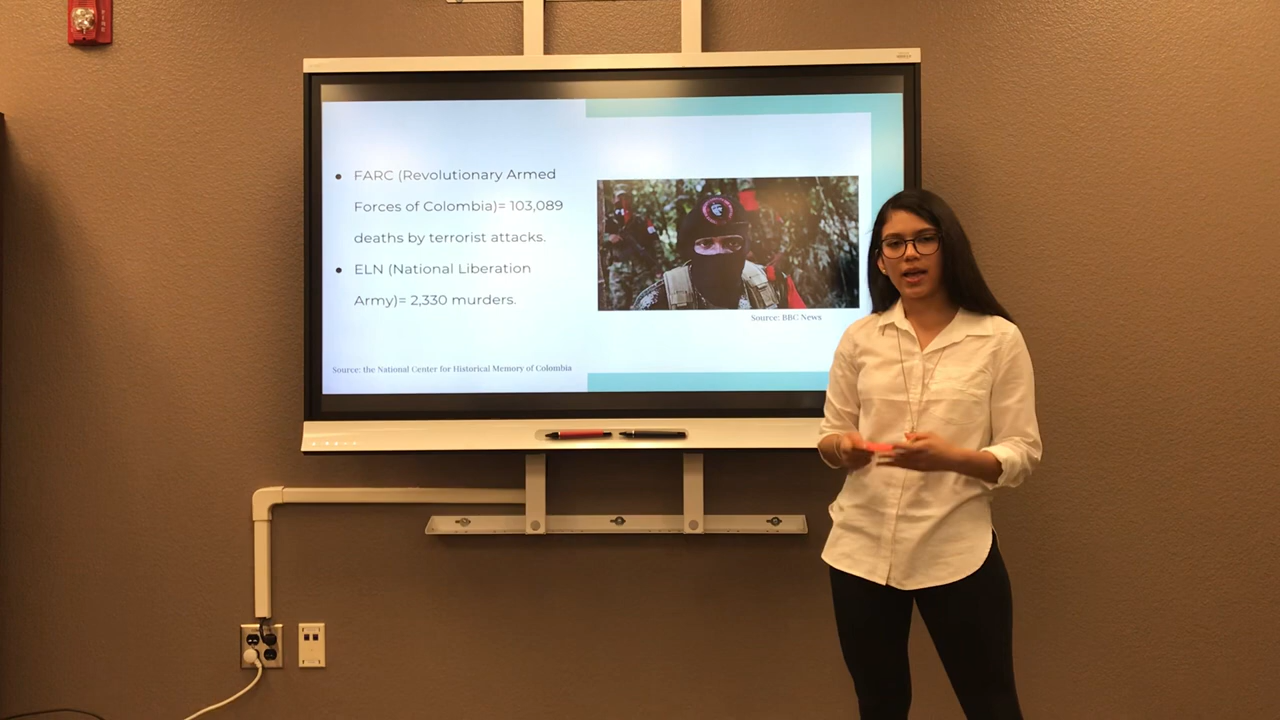 FIRE
● FARC (Revolutionary Armed
Forces of Colombia)= 103,089
deaths by terrorist attacks.
● ELN (National Liberation
Army)= 2,330 murders.
Source: BBC News
Source: the National Center for Historical Memory of Colombia